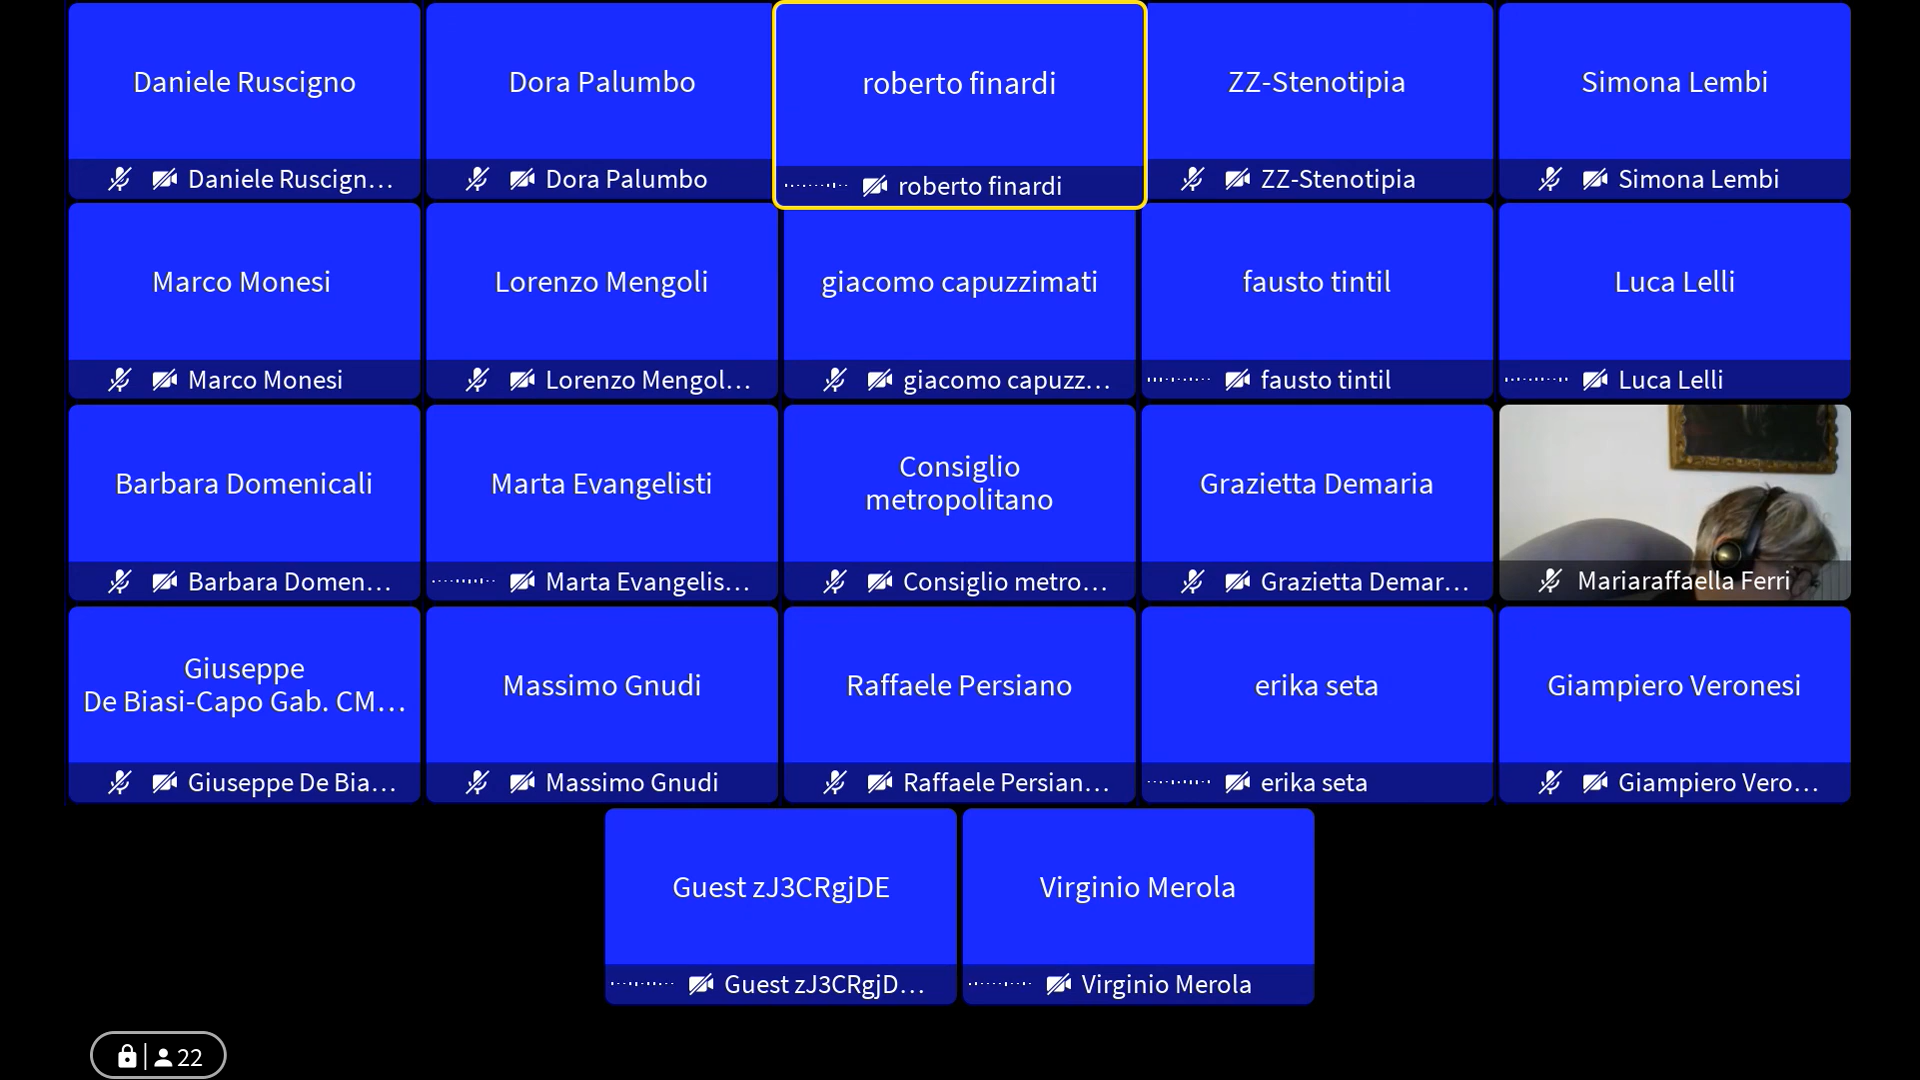 Daniele Ruscigno
Daniele Ruscign…
Dora Palumbo
Dora Palumbo
roberto finardi
roberto finardi
ZZ-Stenotipia
ZZ-Stenotipia
Simona Lembi
Simona Lembi
Marco Monesi
Marco Monesi
Lorenzo Mengoli
Lorenzo Mengol…
giacomo capuzzimati
giacomo capuzz…
fausto tintil
fausto tintil
Luca Lelli
Luca Lelli
Barbara Domenicali
Barbara Domen…
Marta Evangelisti
Marta Evangelis…
Consiglio
metropolitano
Consiglio metro…
Grazietta Demaria
Grazietta Demar…
Mariaraffaella Ferri
Giuseppe
De Biasi-Capo Gab. CM…
Giuseppe De Bia…
Massimo Gnudi
Massimo Gnudi
Raffaele Persiano
Raffaele Persian…
erika seta
erika seta
Giampiero Veronesi
Giampiero Vero…
Guest zJ3CRgjDE
Guest zJ3CRgjD…
Virginio Merola
Virginio Merola
22